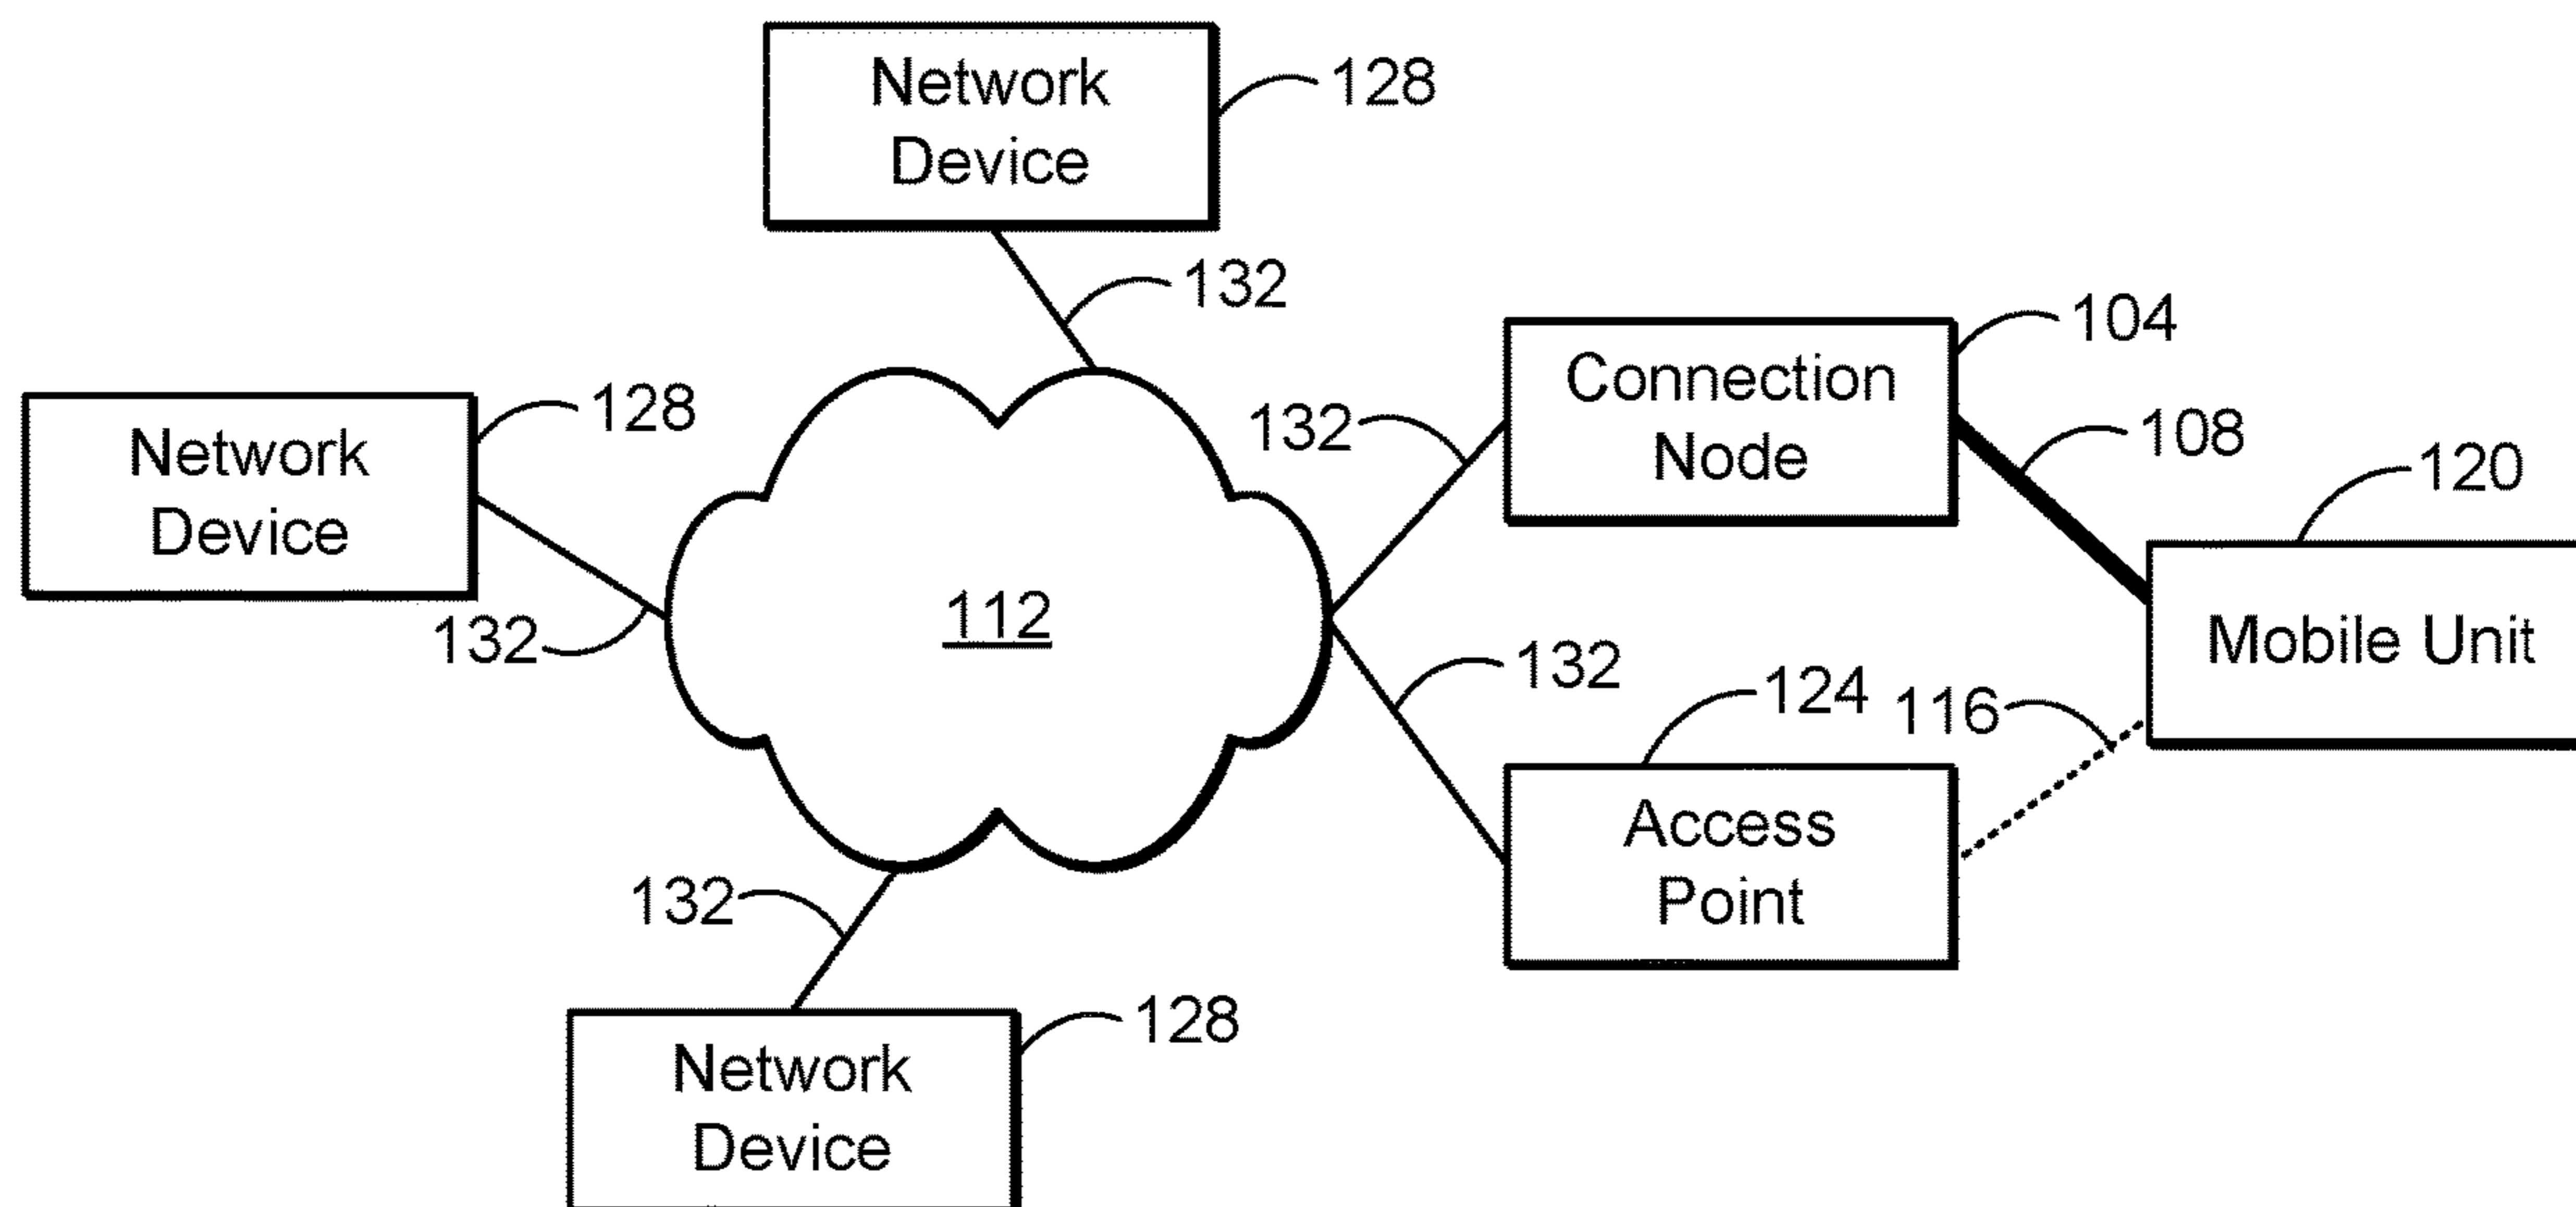 Network
Device
128
132
Network
Device
128
132
112
132
Connection
Node
104
108
120
Mobile Unit
132
124
116
Access
Point
132
Network
Device
128